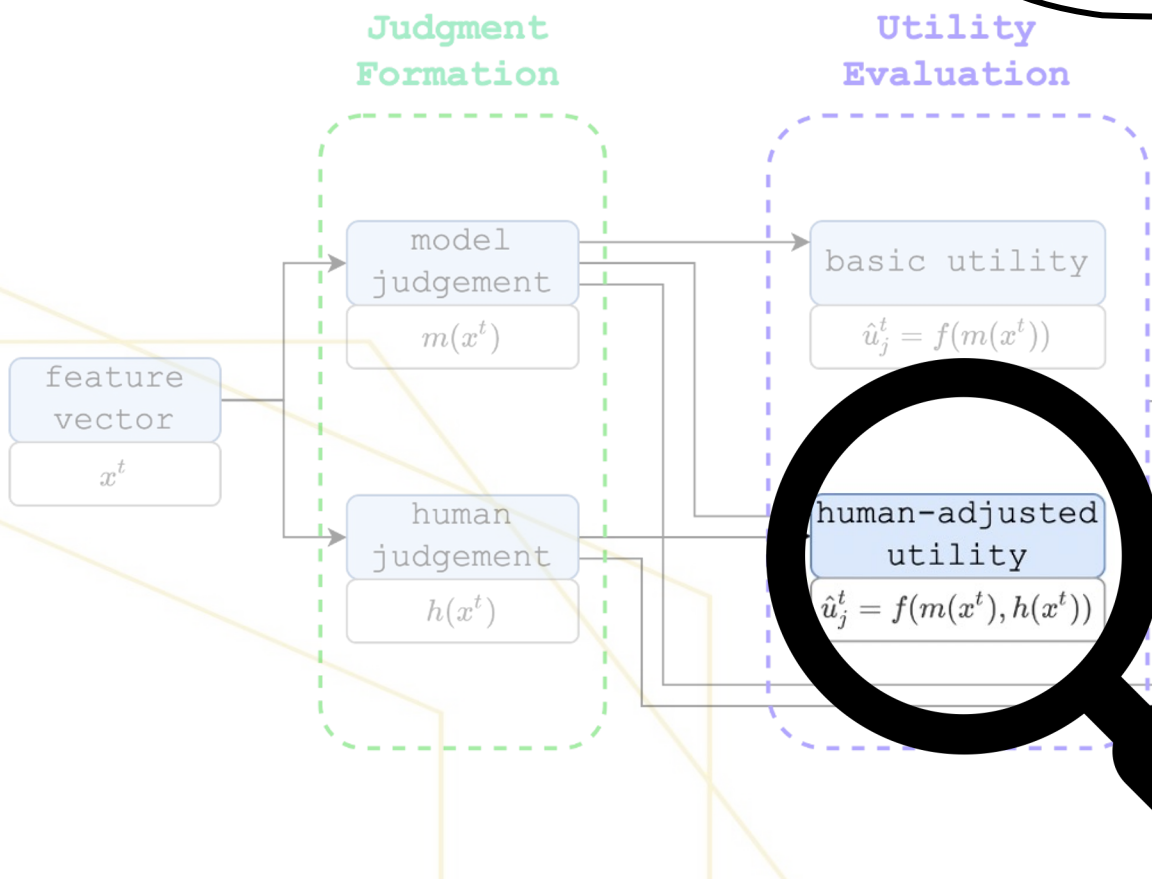 Judgment
Formation
Utility
Evaluation
model
judgement
m(x^t)
basic utility
û_j^t = f(m(x^t))
feature
vector
x^t
human
judgement
h(x^t)
human-adjusted
utility
û_j^t = f(m(x^t), h(x^t))